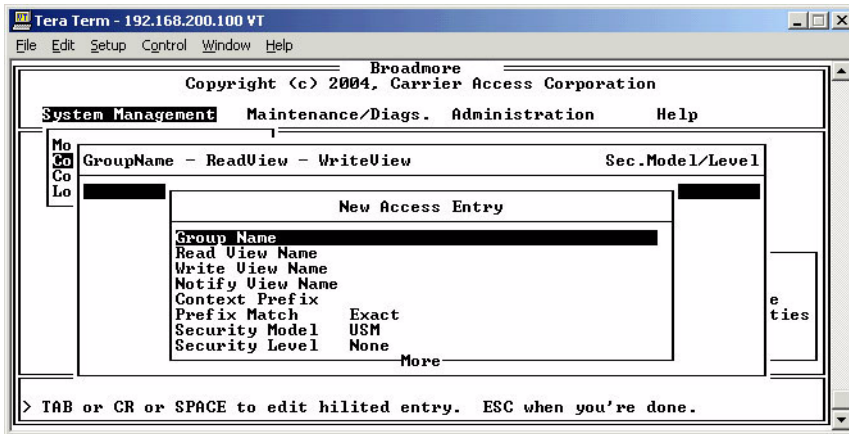 Tera Term - 192.168.200.100 VT
File Edit Setup Control Window Help
Broadmore
Copyright (c) 2004, Carrier Access Corporation
System Management Maintenance/Diags. Administration Help
Mo
Co GroupName - ReadView - WriteView Sec.Model/Level
Co
Lo
New Access Entry
Group Name
Read View Name
Write View Name
Notify View Name
Context Prefix e
Prefix Match Exact ties
Security Model USM
Security Level None
More
> TAB or CR or SPACE to edit hilited entry. ESC when you're done.